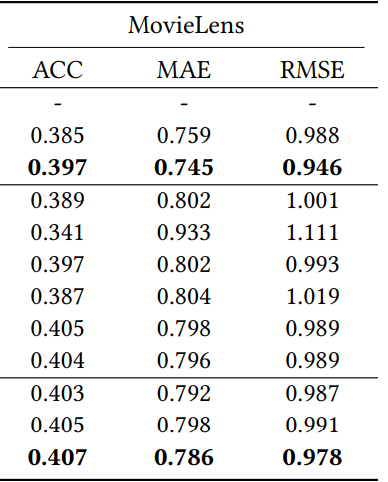 MovieLens
ACC MAE RMSE
- - -
0.385 0.759 0.988
0.397 0.745 0.946
0.389 0.802 1.001
0.341 0.933 1.111
0.397 0.802 0.993
0.387 0.804 1.019
0.405 0.798 0.989
0.404 0.796 0.989
0.403 0.792 0.987
0.405 0.798 0.991
0.407 0.786 0.978